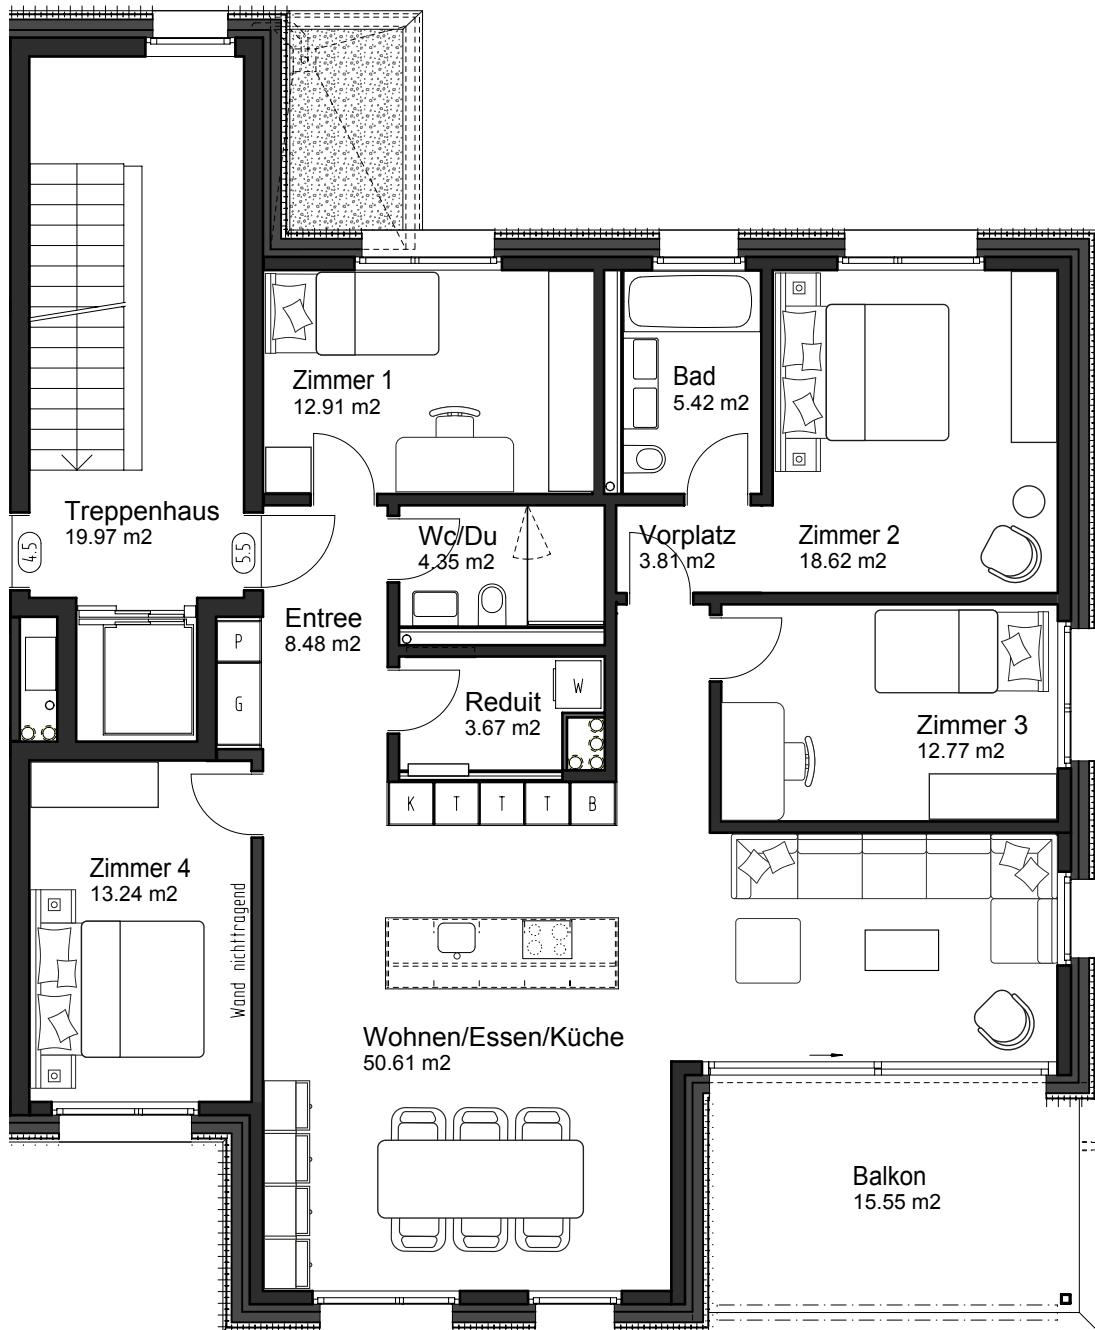 Zimmer 1
12.91 m2
Bad
5.42 m2
Treppenhaus
19.97 m2
4.5
5.5
Wc/Du
4.35 m2
Vorplatz
3.81 m2
Zimmer 2
18.62 m2
Entree
8.48 m2
P
G
Reduit
3.67 m2
W
Zimmer 3
12.77 m2
K T T T B
Zimmer 4
13.24 m2
Wand nichttragend
Wohnen/Essen/Küche
50.61 m2
Balkon
15.55 m2